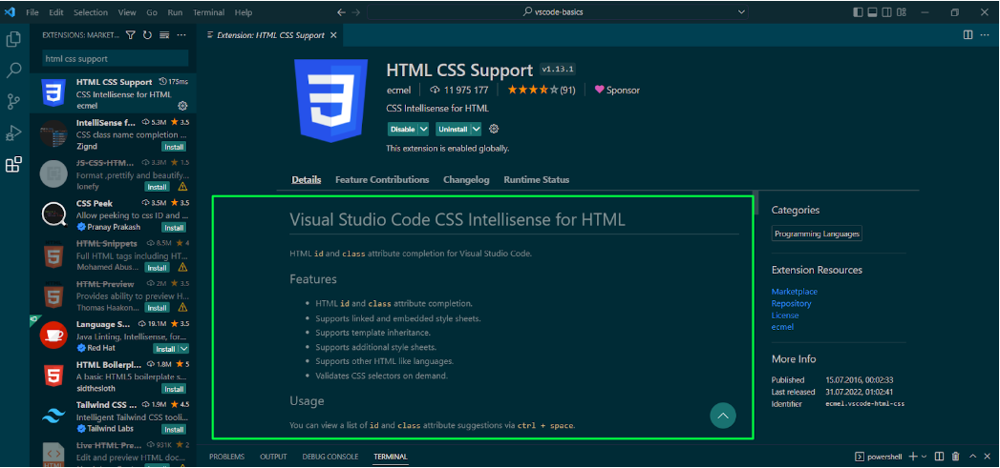 File Edit Selection View Go Run Terminal Help
vscode-basics
EXTENSIONS: MARKET...
html css support
HTML CSS Support 175ms
CSS Intellisense for HTML
ecmel
IntelliSense f... 5.3M 3.5
CSS class name completion ...
Zignd Install
JS-CSS-HTM... 3.3M 1.5
Format ,prettify and beautify...
lonefy Install
CSS Peek 3.5M 3.5
Allow peeking to css ID and ...
Pranay Prakash Install
HTML Snippets 8.5M 4
Full HTML tags including HT...
Mohamed Abus... Install
HTML Preview 2M 3.5
Provides ability to preview H...
Thomas Haakon... Install
Language S... 19.1M 3.5
Java Linting, Intellisense, for...
Red Hat Install
HTML Boilerpl... 1.8M 5
A basic HTML5 boilerplate s...
sidthesloth Install
Tailwind CSS ... 1.9M 4.5
Intelligent Tailwind CSS tooli...
Tailwind Labs Install
Live HTML Pre... 931K 2
Edit and preview HTML doc...
Extension: HTML CSS Support
HTML CSS Support v1.13.1
ecmel 11 975 177 (91) Sponsor
CSS Intellisense for HTML
Disable Uninstall
This extension is enabled globally.
Details Feature Contributions Changelog Runtime Status
Visual Studio Code CSS Intellisense for HTML
HTML id and class attribute completion for Visual Studio Code.
Features
• HTML id and class attribute completion.
• Supports linked and embedded style sheets.
• Supports template inheritance.
• Supports additional style sheets.
• Supports other HTML like languages.
• Validates CSS selectors on demand.
Usage
You can view a list of id and class attribute suggestions via ctrl + space.
Categories
Programming Languages
Extension Resources
Marketplace
Repository
License
ecmel
More Info
Published 15.07.2016, 00:02:33
Last released 31.07.2022, 01:02:41
Identifier ecmel.vscode-html-css
PROBLEMS OUTPUT DEBUG CONSOLE TERMINAL
powershell